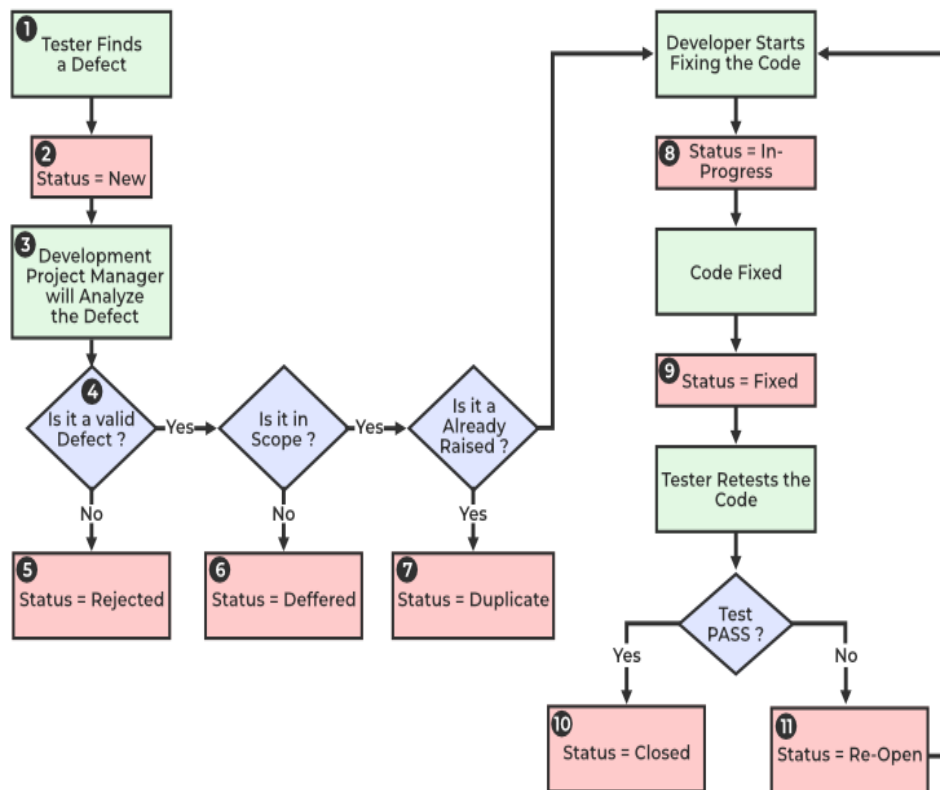 1
Tester Finds
a Defect
2
Status = New
3
Development
Project Manager
will Analyze
the Defect
4
Is it a valid
Defect ?
Yes
No
5
Status = Rejected
Is it in
Scope ?
Yes
No
6
Status = Deffered
Is it a
Already
Raised ?
Yes
7
Status = Duplicate
Developer Starts
Fixing the Code
8
Status = In-
Progress
Code Fixed
9
Status = Fixed
Tester Retests the
Code
Test
PASS ?
Yes
No
10
Status = Closed
11
Status = Re-Open